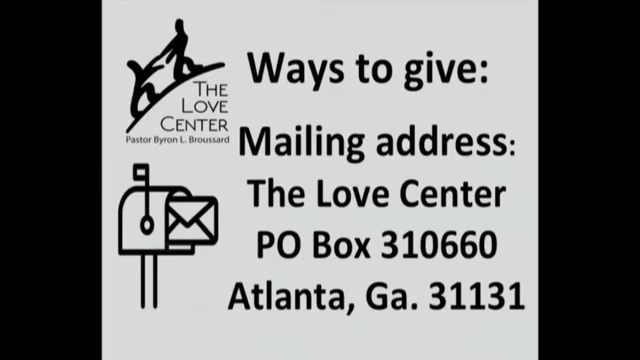 THE
LOVE
CENTER
Pastor Byron L. Broussard
Ways to give:
Mailing address:
The Love Center
PO Box 310660
Atlanta, Ga. 31131